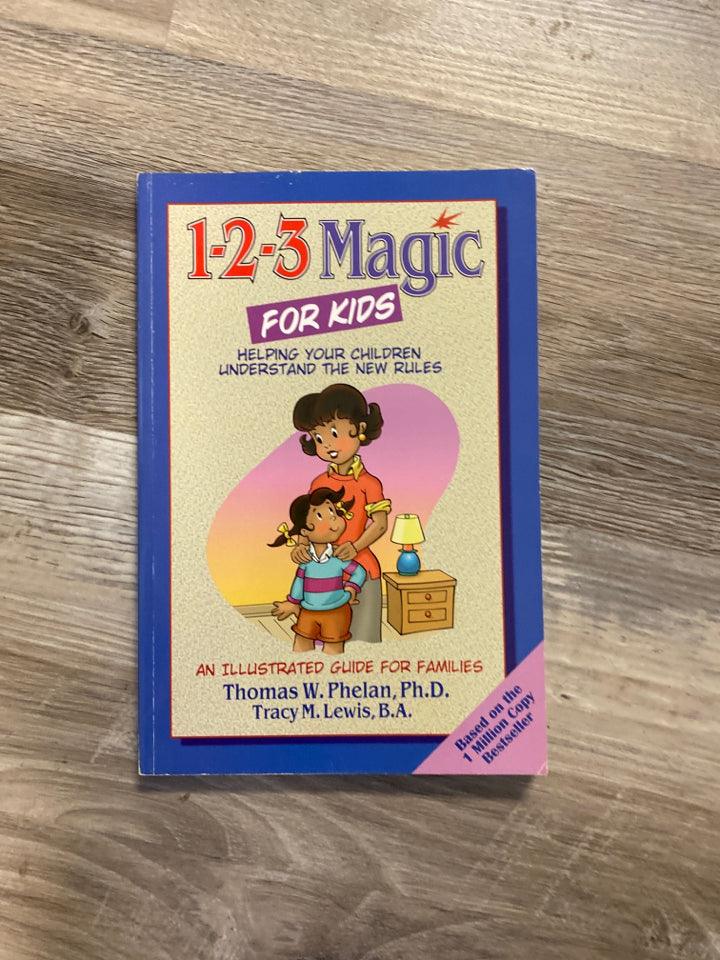 1-2-3 Magic
FOR KIDS
HELPING YOUR CHILDREN
UNDERSTAND THE NEW RULES
AN ILLUSTRATED GUIDE FOR FAMILIES
Thomas W. Phelan, Ph.D.
Tracy M. Lewis, B.A.
Based on the
1 Million Copy
Bestseller